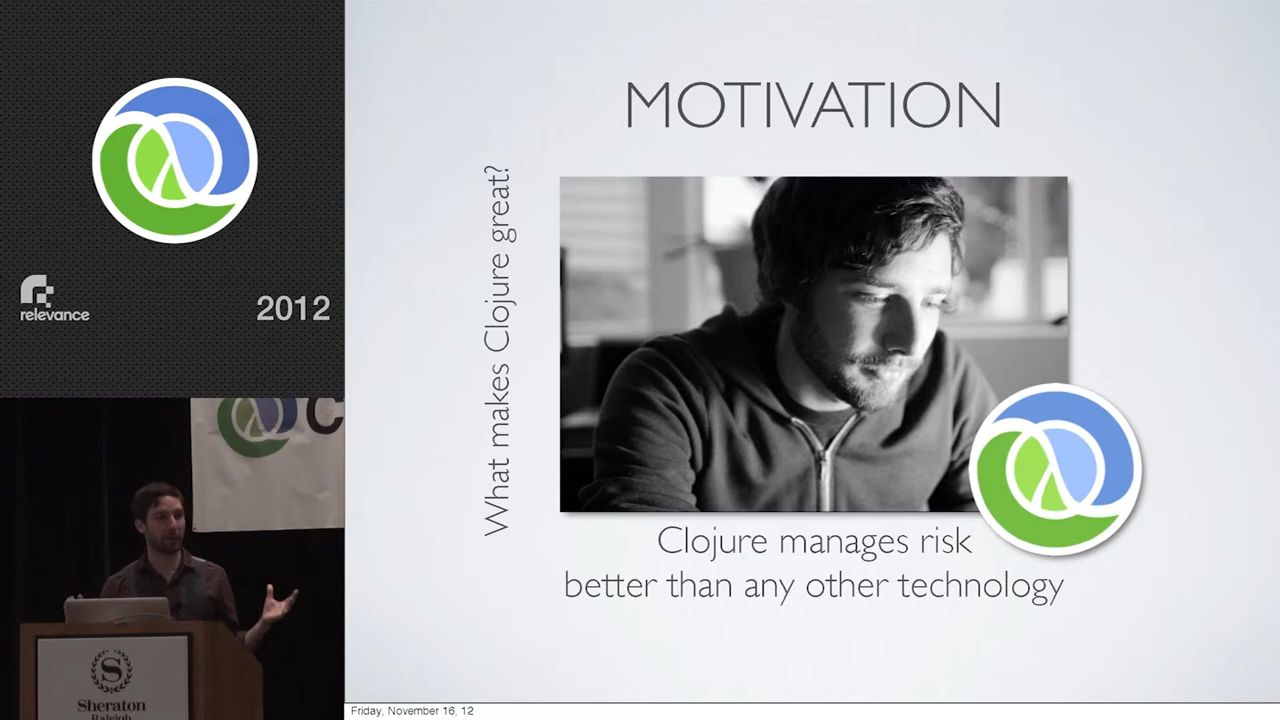 relevance
2012
C
S
Sheraton
Raleigh
MOTIVATION
What makes Clojure great?
Clojure manages risk
better than any other technology
Friday, November 16, 12